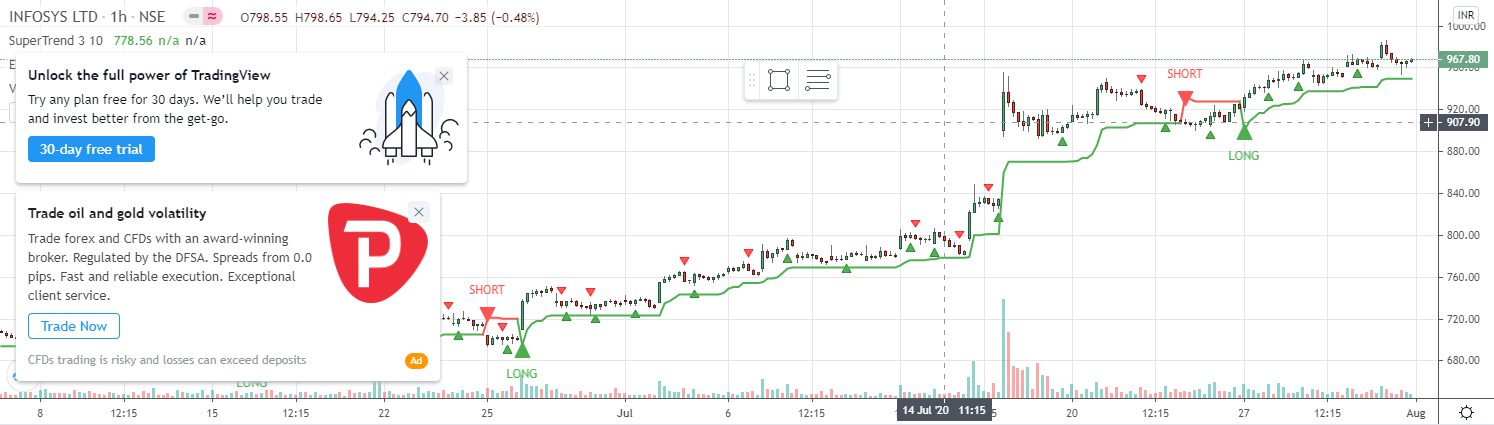 INFOSYS LTD · 1h · NSE
O798.55 H798.65 L794.25 C794.70 −3.85 (−0.48%)
SuperTrend 3 10 778.56 n/a n/a
Unlock the full power of TradingView
Try any plan free for 30 days. We'll help you trade
and invest better from the get-go.
30-day free trial
Trade oil and gold volatility
Trade forex and CFDs with an award-winning
broker. Regulated by the DFSA. Spreads from 0.0
pips. Fast and reliable execution. Exceptional
client service.
Trade Now
CFDs trading is risky and losses can exceed deposits
Ad
P
LONG
SHORT
LONG
SHORT
LONG
INR
1000.00
967.80
960.00
920.00
907.90
880.00
840.00
800.00
760.00
720.00
680.00
8 12:15 15 12:15 22 25 Jul 6 12:15 14 Jul '20 11:15 20 12:15 27 12:15 Aug